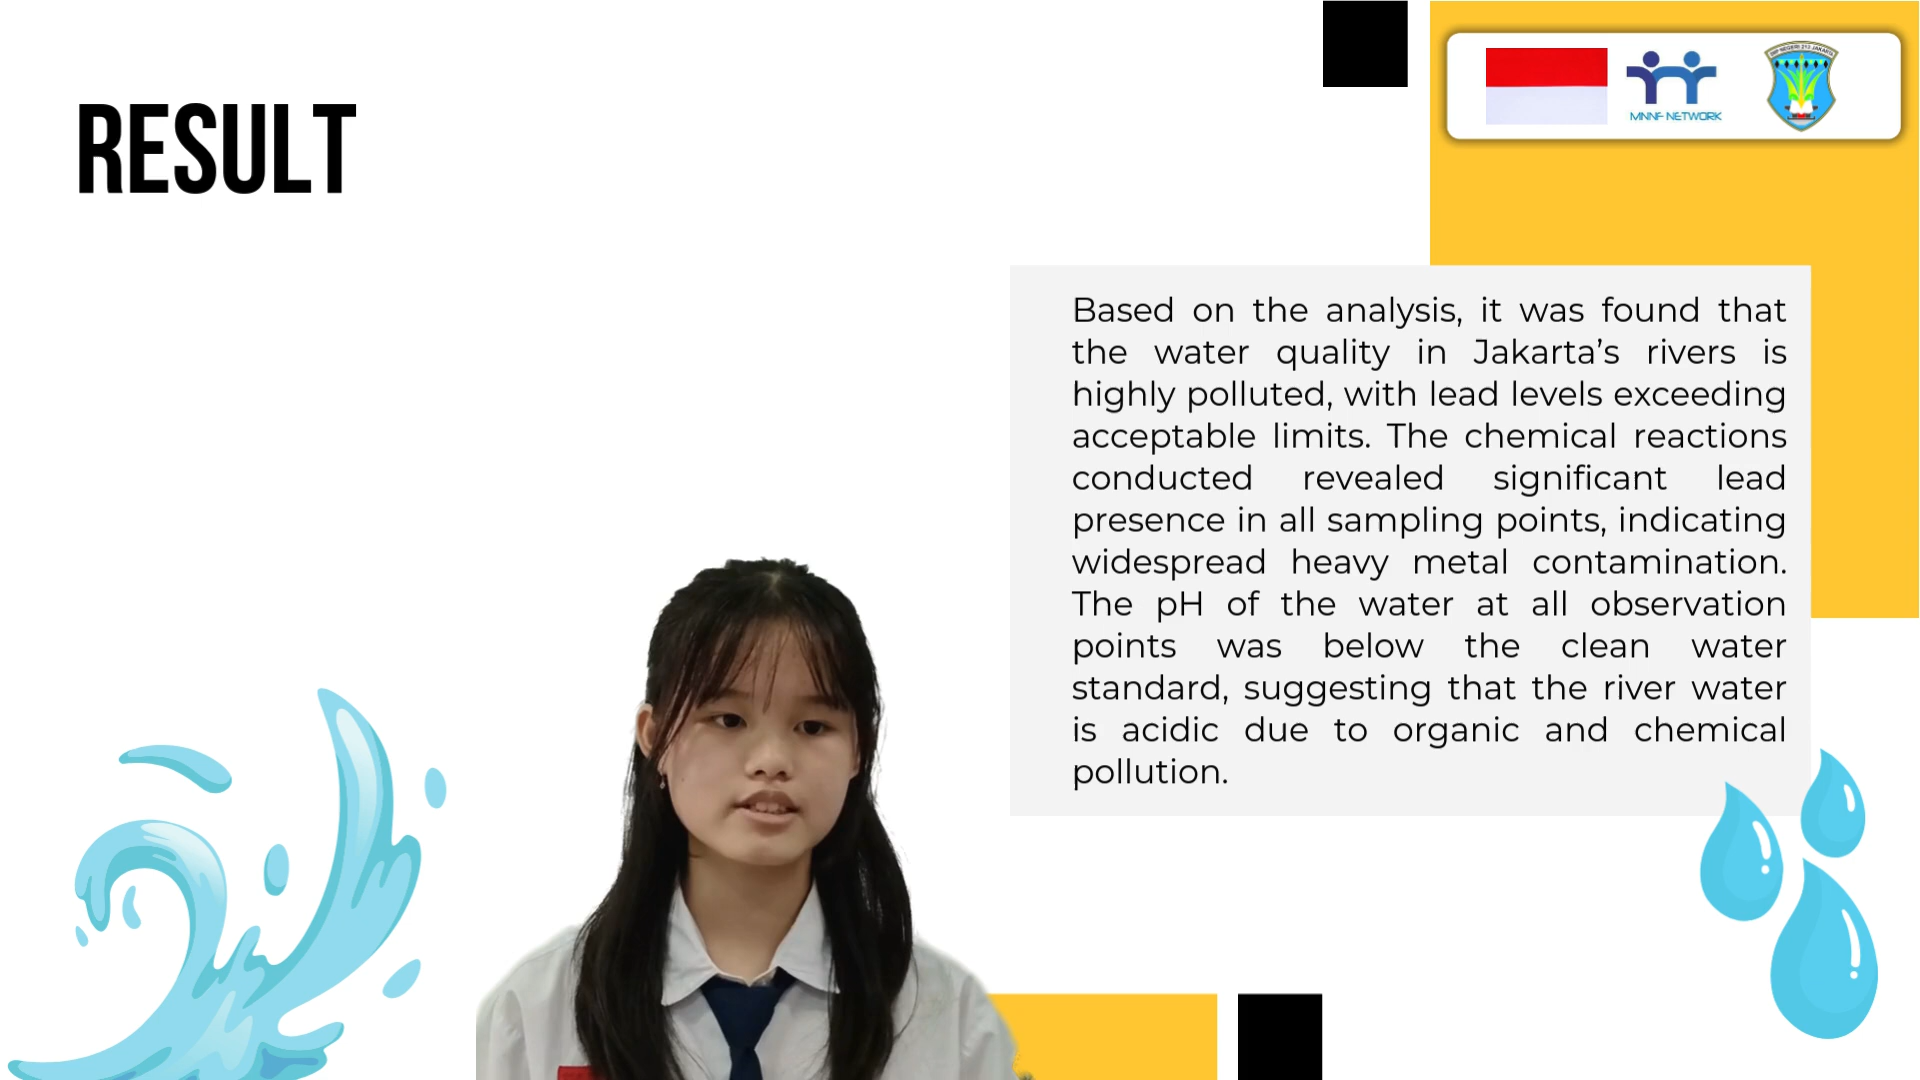 RESULT
MNNF NETWORK
Based on the analysis, it was found that
the water quality in Jakarta’s rivers is
highly polluted, with lead levels exceeding
acceptable limits. The chemical reactions
conducted revealed significant lead
presence in all sampling points, indicating
widespread heavy metal contamination.
The pH of the water at all observation
points was below the clean water
standard, suggesting that the river water
is acidic due to organic and chemical
pollution.